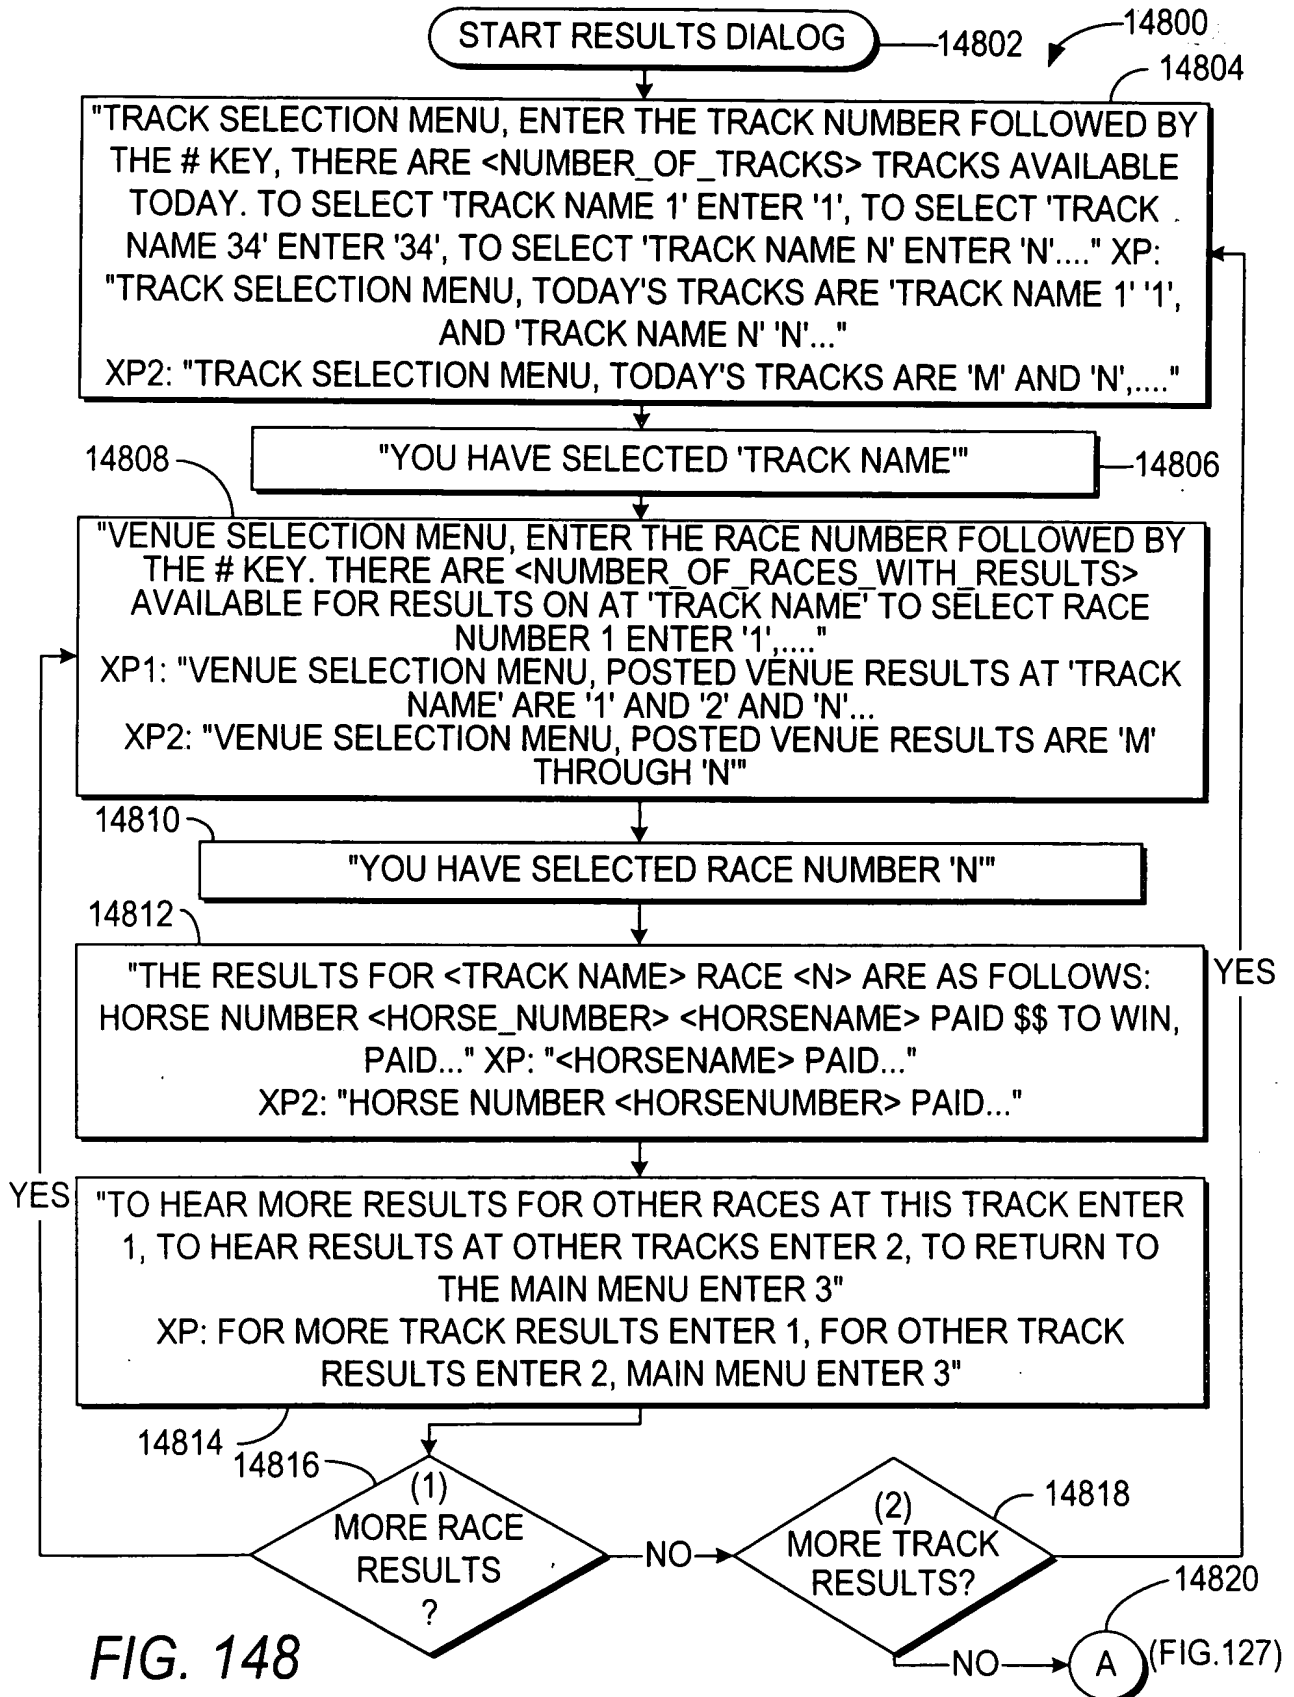 START RESULTS DIALOG
14802
14800
14804
"TRACK SELECTION MENU, ENTER THE TRACK NUMBER FOLLOWED BY
THE # KEY, THERE ARE <NUMBER_OF_TRACKS> TRACKS AVAILABLE
TODAY. TO SELECT 'TRACK NAME 1' ENTER '1', TO SELECT 'TRACK
NAME 34' ENTER '34', TO SELECT 'TRACK NAME N' ENTER 'N'...." XP:
"TRACK SELECTION MENU, TODAY'S TRACKS ARE 'TRACK NAME 1' '1',
AND 'TRACK NAME N' 'N'..."
XP2: "TRACK SELECTION MENU, TODAY'S TRACKS ARE 'M' AND 'N',...."
14808
"YOU HAVE SELECTED 'TRACK NAME'"
14806
"VENUE SELECTION MENU, ENTER THE RACE NUMBER FOLLOWED BY
THE # KEY. THERE ARE <NUMBER_OF_RACES_WITH_RESULTS>
AVAILABLE FOR RESULTS ON AT 'TRACK NAME' TO SELECT RACE
NUMBER 1 ENTER '1',...."
XP1: "VENUE SELECTION MENU, POSTED VENUE RESULTS AT 'TRACK
NAME' ARE '1' AND '2' AND 'N'...
XP2: "VENUE SELECTION MENU, POSTED VENUE RESULTS ARE 'M'
THROUGH 'N'"
14810
"YOU HAVE SELECTED RACE NUMBER 'N'"
14812
"THE RESULTS FOR <TRACK NAME> RACE <N> ARE AS FOLLOWS:
HORSE NUMBER <HORSE_NUMBER> <HORSENAME> PAID $$ TO WIN,
PAID..." XP: "<HORSENAME> PAID..."
XP2: "HORSE NUMBER <HORSENUMBER> PAID..."
YES
YES
"TO HEAR MORE RESULTS FOR OTHER RACES AT THIS TRACK ENTER
1, TO HEAR RESULTS AT OTHER TRACKS ENTER 2, TO RETURN TO
THE MAIN MENU ENTER 3"
XP: FOR MORE TRACK RESULTS ENTER 1, FOR OTHER TRACK
RESULTS ENTER 2, MAIN MENU ENTER 3"
14814
14816
(1)
MORE RACE
RESULTS
?
NO
(2)
MORE TRACK
RESULTS?
14818
14820
NO
A
(FIG.127)
FIG. 148